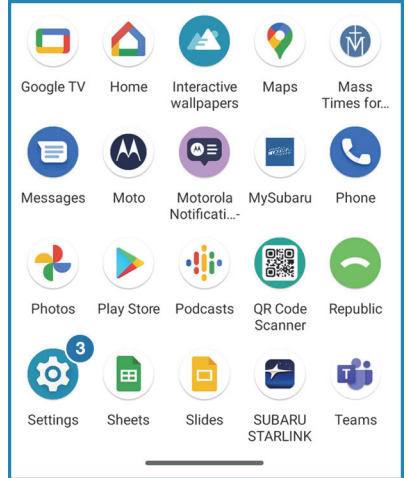 Google TV
Home
Interactive
wallpapers
Maps
Mass
Times for...
Messages
Moto
Motorola
Notificati...-
MySubaru
Phone
Photos
Play Store
Podcasts
QR Code
Scanner
Republic
3
Settings
Sheets
Slides
SUBARU
STARLINK
Teams